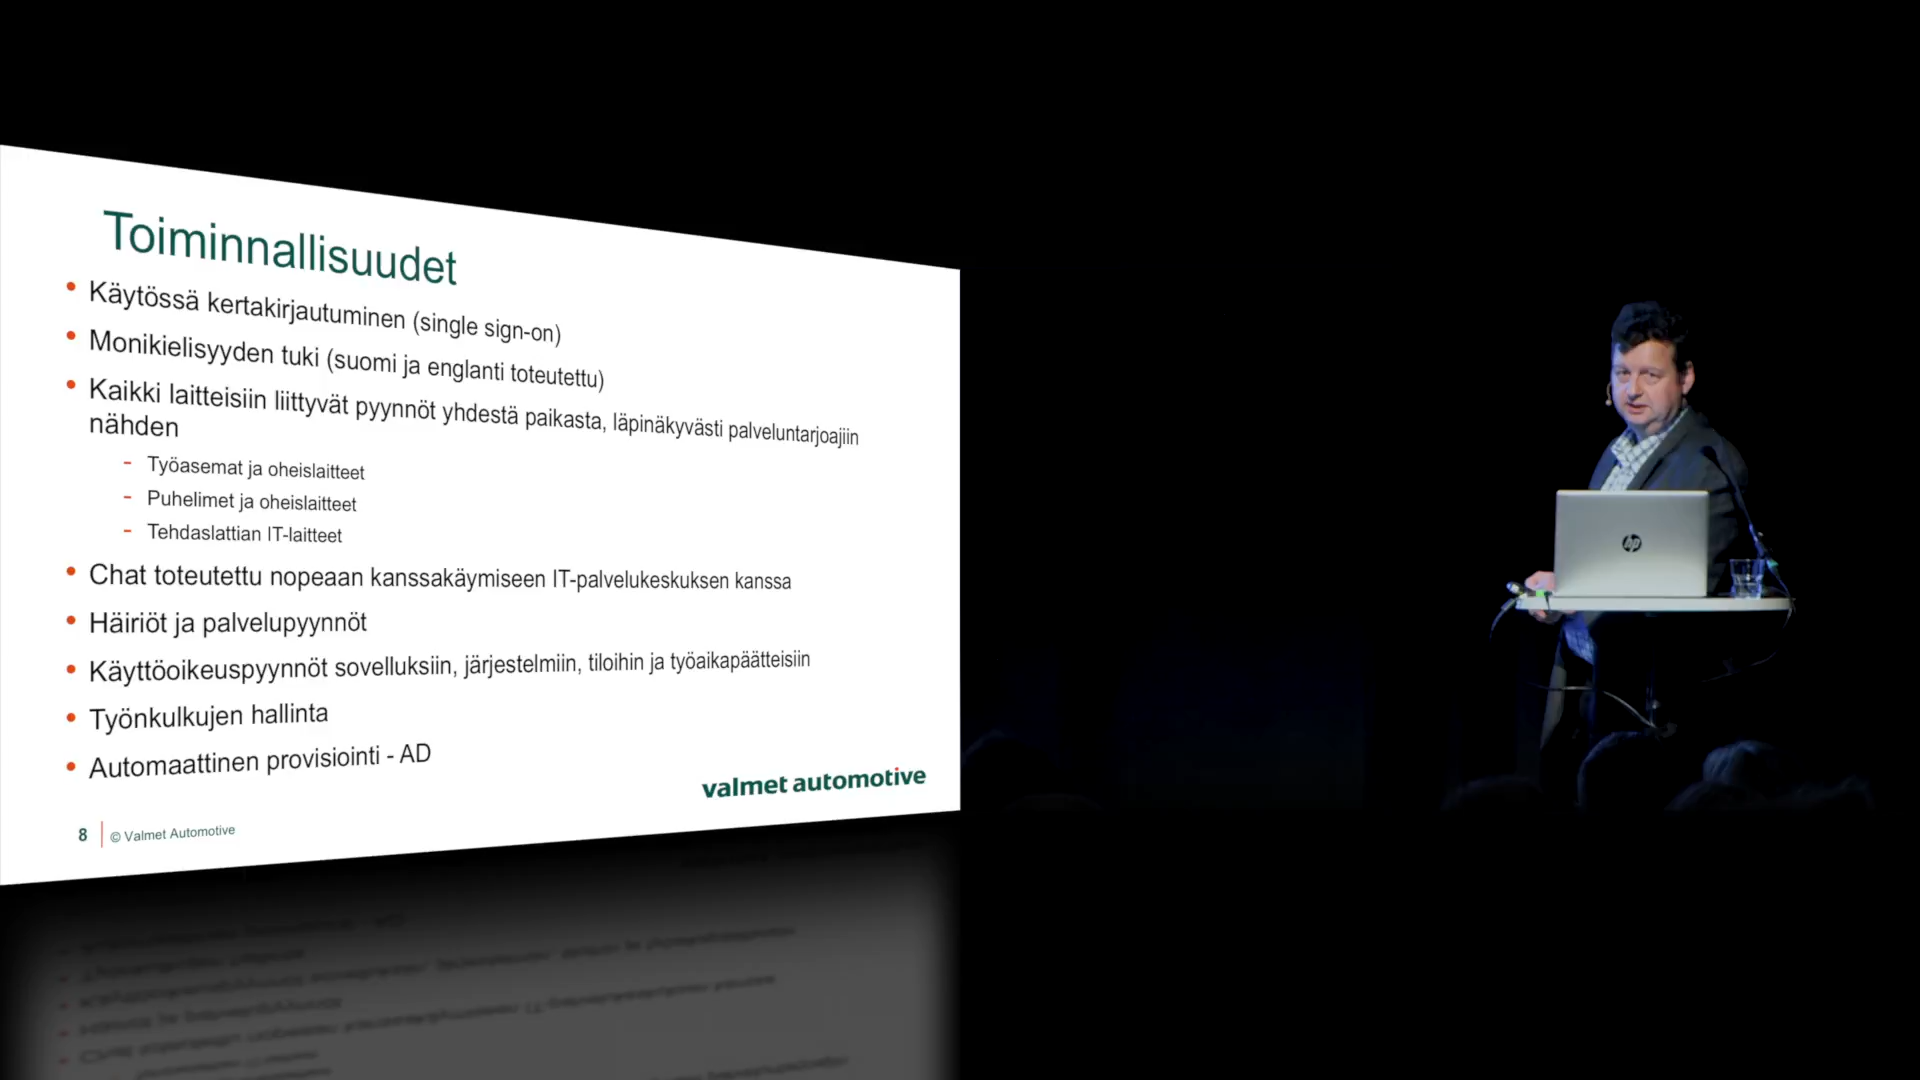 Toiminnallisuudet
• Käytössä kertakirjautuminen (single sign-on)
• Monikielisyyden tuki (suomi ja englanti toteutettu)
• Kaikki laitteisiin liittyvät pyynnöt yhdestä paikasta, läpinäkyvästi palveluntarjoajiin
nähden
- Työasemat ja oheislaitteet
- Puhelimet ja oheislaitteet
- Tehdaslattian IT-laitteet
• Chat toteutettu nopeaan kanssakäymiseen IT-palvelukeskuksen kanssa
• Häiriöt ja palvelupyynnöt
• Käyttöoikeuspyynnöt sovelluksiin, järjestelmiin, tiloihin ja työaikapäätteisiin
• Työnkulkujen hallinta
• Automaattinen provisiointi - AD
valmet automotive
8 © Valmet Automotive
hp